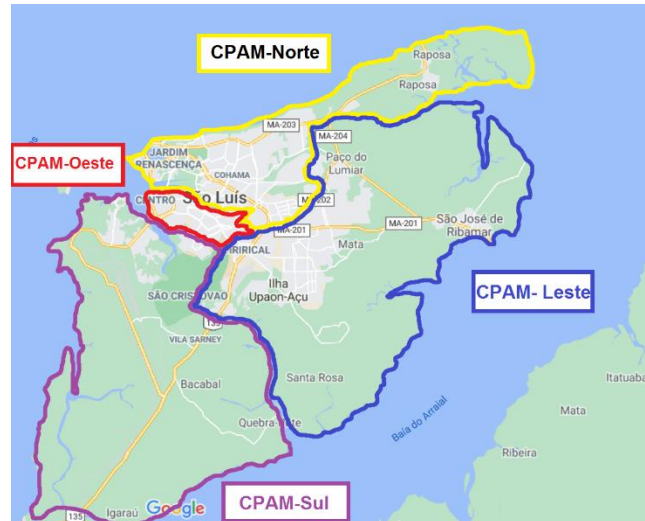 CPAM-Norte
Raposa
Raposa
MA-203
MA-204
JARDIM
RENASCENÇA
CPAM-Oeste
COHAMA
Paço do
Lumiar
CENTRO
São Luís
MA-202
MA-201
MA-201
São José de
Ribamar
Mata
PIRIRICAL
Ilha
Upaon-Açu
CPAM- Leste
SÃO CRISTOVAO
135
VILA SARNEY
Bacabal
Santa Rosa
Itatuaba
Mata
Baía do Arraial
Quebra-Pote
Ribeira
CPAM-Sul
135
Igaraú
Google